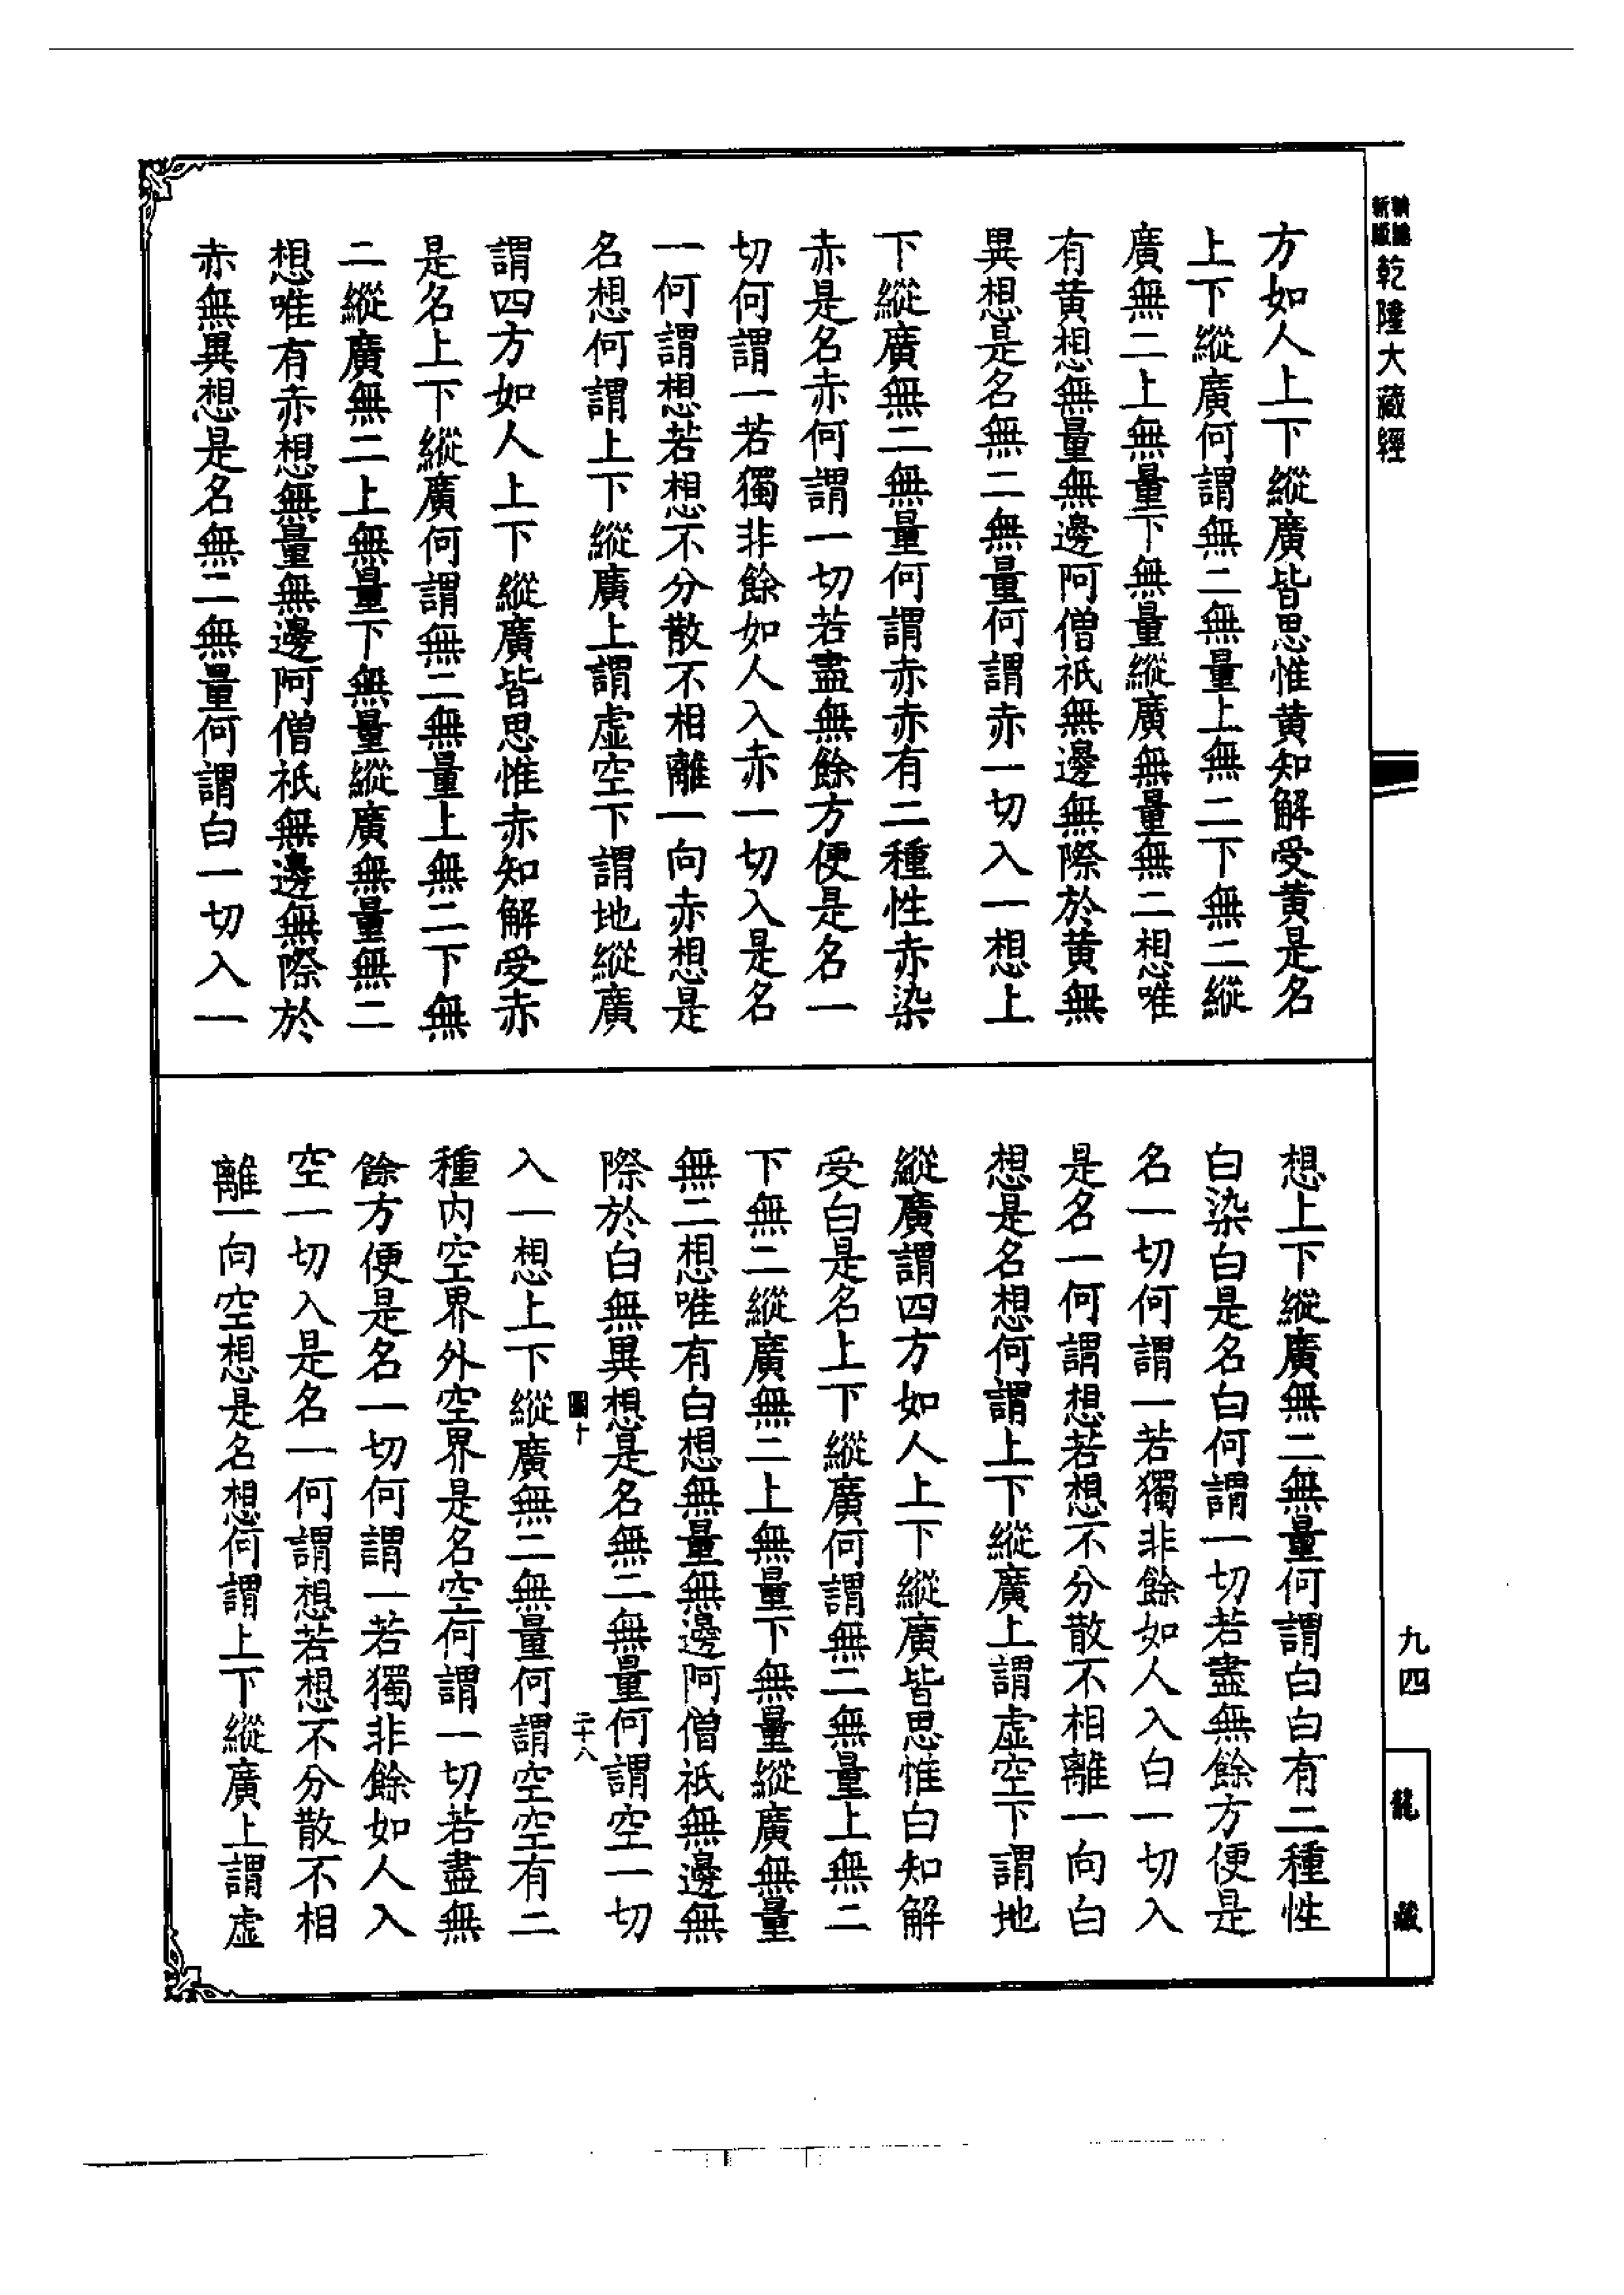 乾隆大藏經
方如人上下縱廣皆思惟黄知解受黄是名
上下縱廣何謂無二無量上無二下無二縱
廣無二上無量下無量縱廣無量無二想唯
有黄想無量無邊阿僧祇無邊無際於黄無
異想是名無二無量何謂赤一切入一想上
下縱廣無二無量何謂赤赤有二種性赤染
赤是名赤何謂一切若盡無餘方便是名一
切何謂一若獨非餘如人入赤一切入是名
一何謂想若想不分散不相離一向赤想是
名想何謂上下縱廣上謂虛空下謂地縱廣
謂四方如人上下縱廣皆思惟赤知解受赤
是名上下縱廣何謂無二無量上無二下無
二縱廣無二上無量下無量縱廣無量無二
想唯有赤想無量無邊阿僧祇無邊無際於
赤無異想是名無二無量何謂白一切入一
想上下縱廣無二無量何謂白白有二種性
白染白是名白何謂一切若盡無餘方便是
名一切何謂一若獨非餘如人入白一切入
是名一何謂想若想不分散不相離一向白
想是名想何謂上下縱廣上謂虛空下謂地
縱廣謂四方如人上下縱廣皆思惟白知解
受白是名上下縱廣何謂無二無量上無二
下無二縱廣無二上無量下無量縱廣無量
無二想唯有白想無量無邊阿僧祇無邊無
際於白無異想是名無二無量何謂空一切
圖十 二十八
入一想上下縱廣無二無量何謂空空有二
種內空界外空界是名空何謂一切若盡無
餘方便是名一切何謂一若獨非餘如人入
空一切入是名一何謂想若想不分散不相
離一向空想是名想何謂上下縱廣上謂虛
九四
龍藏